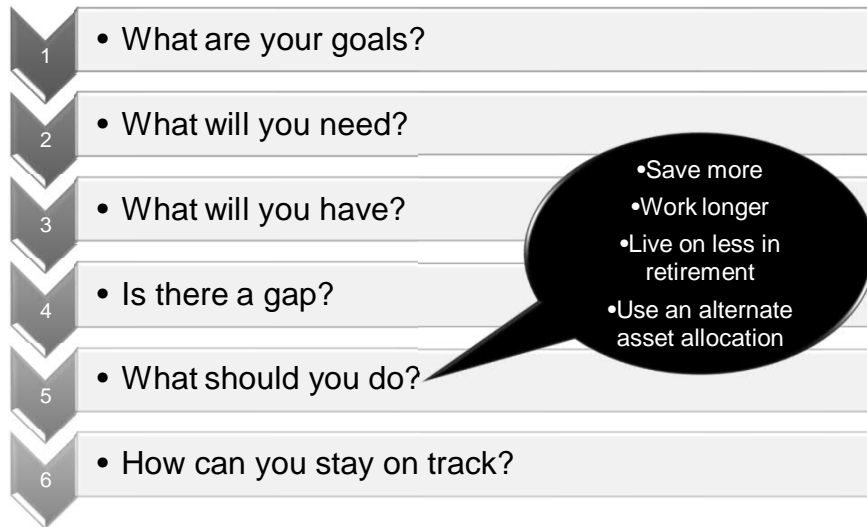 1
• What are your goals?
2
• What will you need?
3
• What will you have?
4
• Is there a gap?
5
• What should you do?
•Save more
•Work longer
•Live on less in
retirement
•Use an alternate
asset allocation
6
• How can you stay on track?